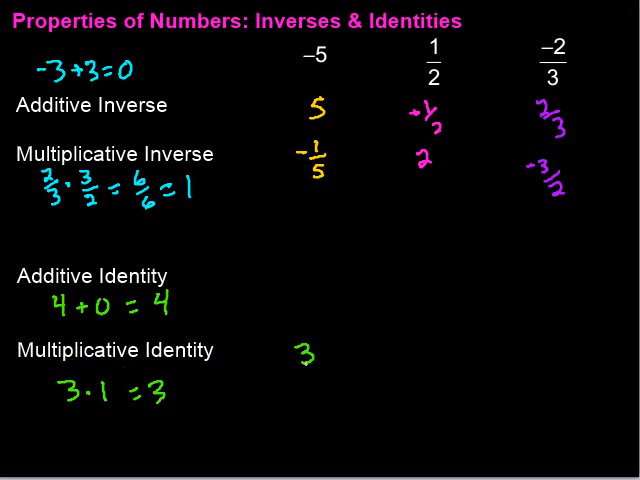 Properties of Numbers: Inverses & Identities
-3+3=0 –5 1/2 –2/3
Additive Inverse 5 -1/2 2/3
Multiplicative Inverse -1/5 2 -3/2
2/3 · 3/2 = 6/6 = 1
Additive Identity
4+0 = 4
Multiplicative Identity 3
3·1 = 3